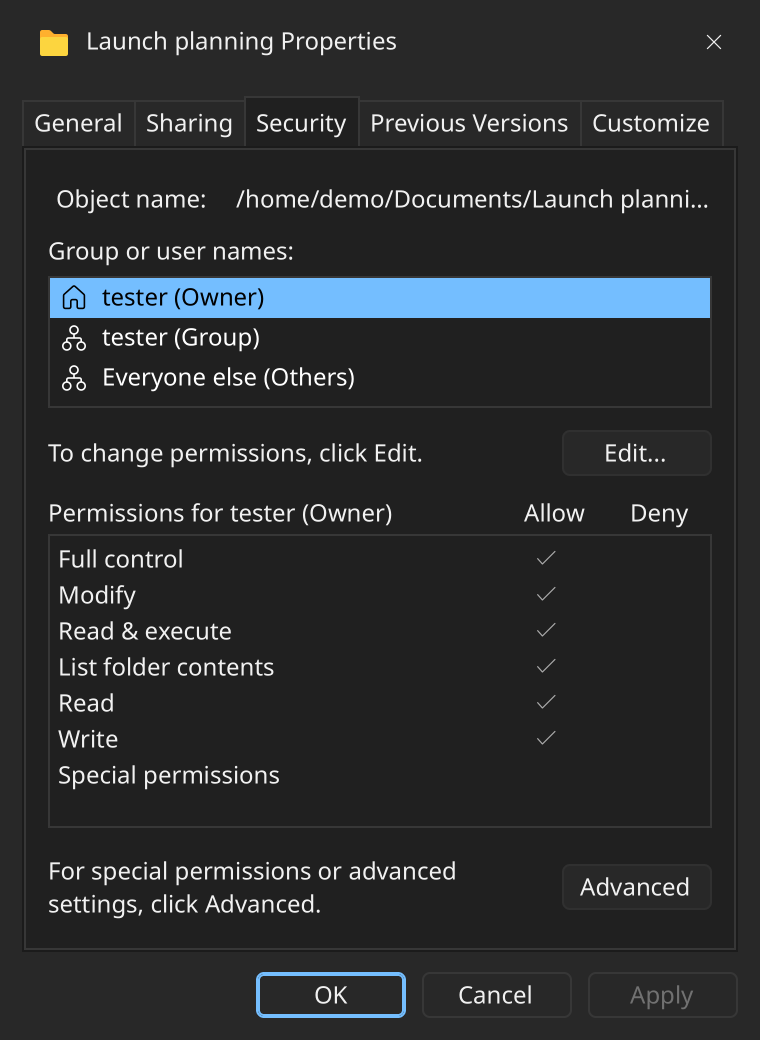 Launch planning Properties
General Sharing Security Previous Versions Customize
Object name: /home/demo/Documents/Launch planni...
Group or user names:
tester (Owner)
tester (Group)
Everyone else (Others)
To change permissions, click Edit. Edit...
Permissions for tester (Owner) Allow Deny
Full control
Modify
Read & execute
List folder contents
Read
Write
Special permissions
For special permissions or advanced
settings, click Advanced. Advanced
OK Cancel Apply